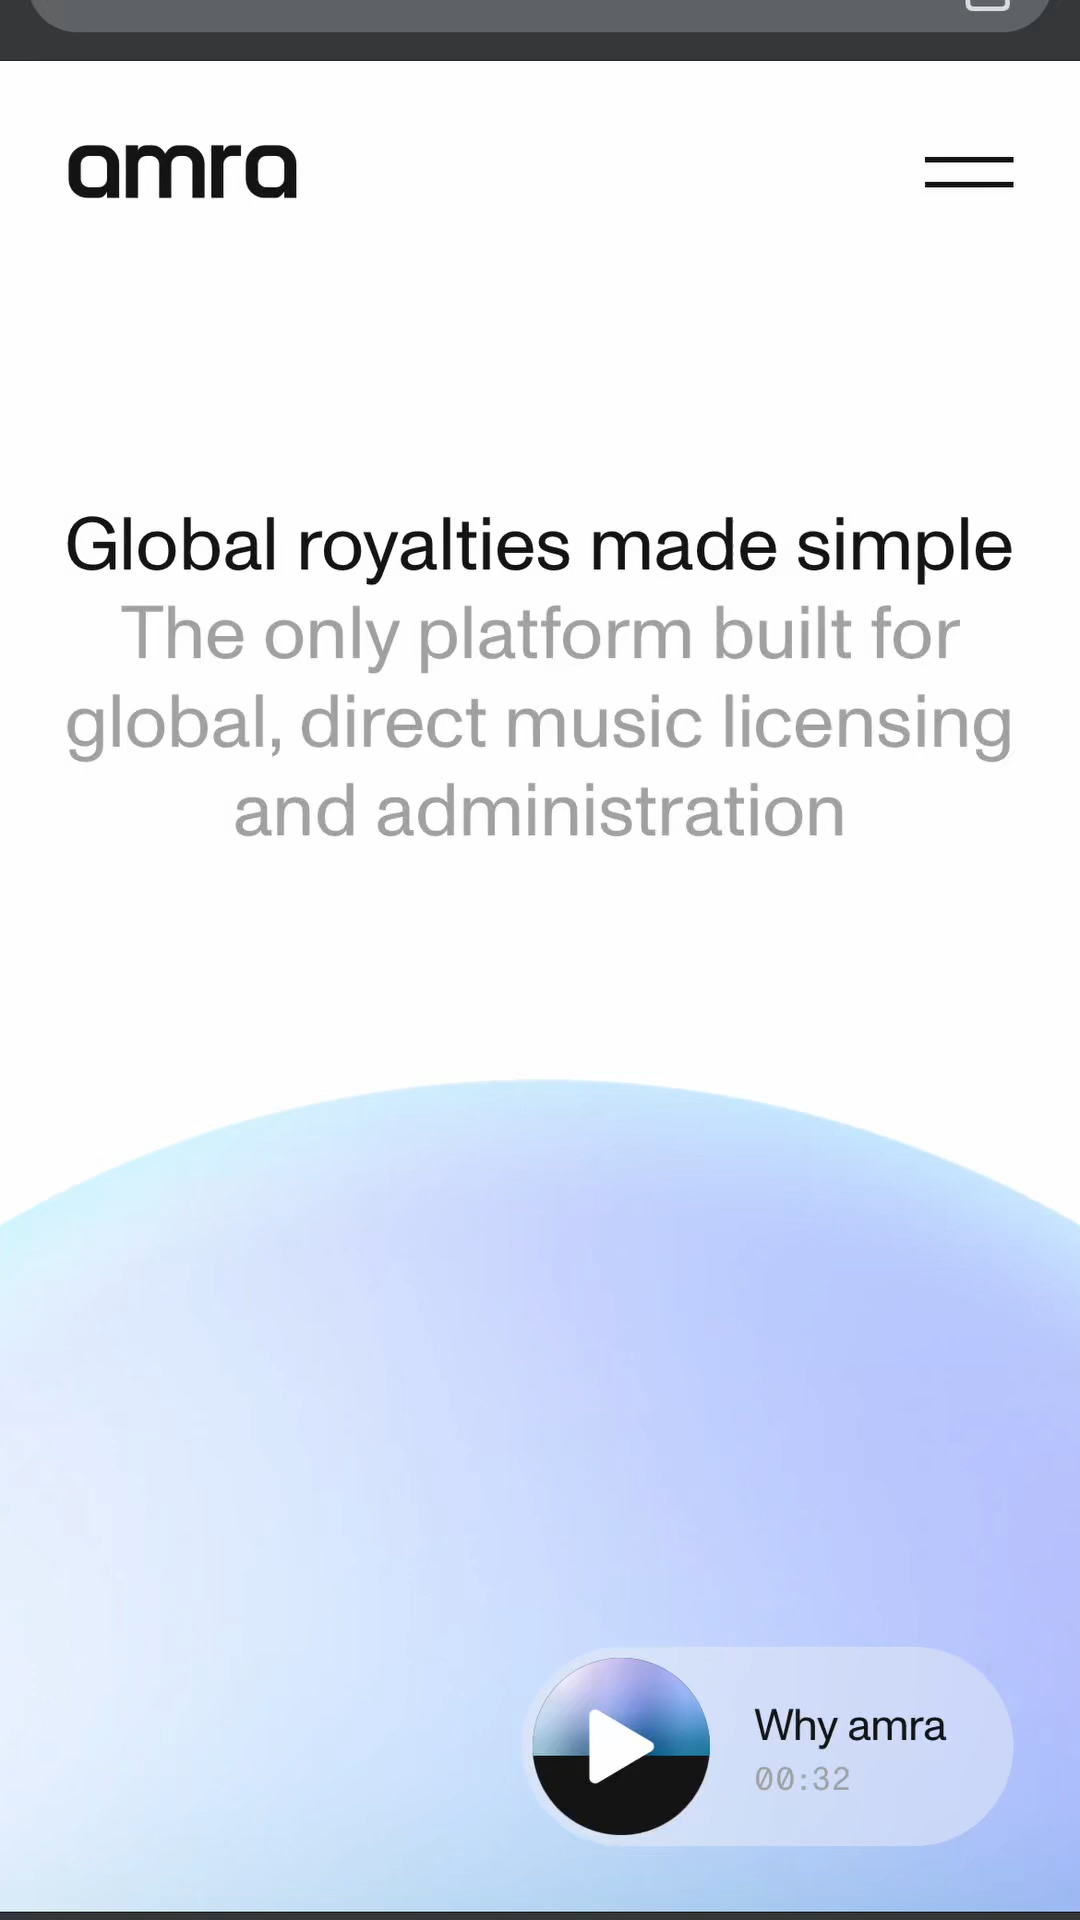 amra
Global royalties made simple
The only platform built for
global, direct music licensing
and administration
Why amra
00:32